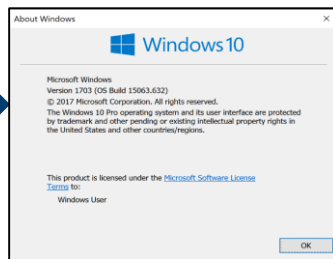 About Windows
Windows 10
Microsoft Windows
Version 1703 (OS Build 15063.632)
© 2017 Microsoft Corporation. All rights reserved.
The Windows 10 Pro operating system and its user interface are protected
by trademark and other pending or existing intellectual property rights in
the United States and other countries/regions.
This product is licensed under the Microsoft Software License
Terms to:
Windows User
OK